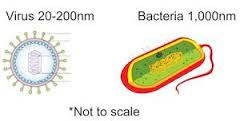 Virus 20-200nm
Bacteria 1,000nm
*Not to scale